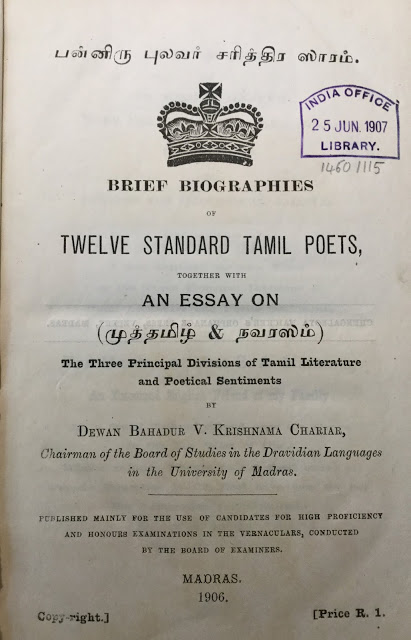 பன்னிரு புலவர் சரித்திர ஸாரம்.
INDIA OFFICE
25 JUN. 1907
LIBRARY.
14601115
BRIEF BIOGRAPHIES
OF
TWELVE STANDARD TAMIL POETS,
TOGETHER WITH
AN ESSAY ON
(முத்தமிழ் & நவரஸம்)
The Three Principal Divisions of Tamil Literature
and Poetical Sentiments
BY
DEWAN BAHADUR V. KRISHNAMA CHARIAR,
Chairman of the Board of Studies in the Dravidian Languages
in the University of Madras.
PUBLISHED MAINLY FOR THE USE OF CANDIDATES FOR HIGH PROFICIENCY
AND HONOURS EXAMINATIONS IN THE VERNACULARS, CONDUCTED
BY THE BOARD OF EXAMINERS.
MADRAS.
1906.
Copy-right.] [Price R. 1.